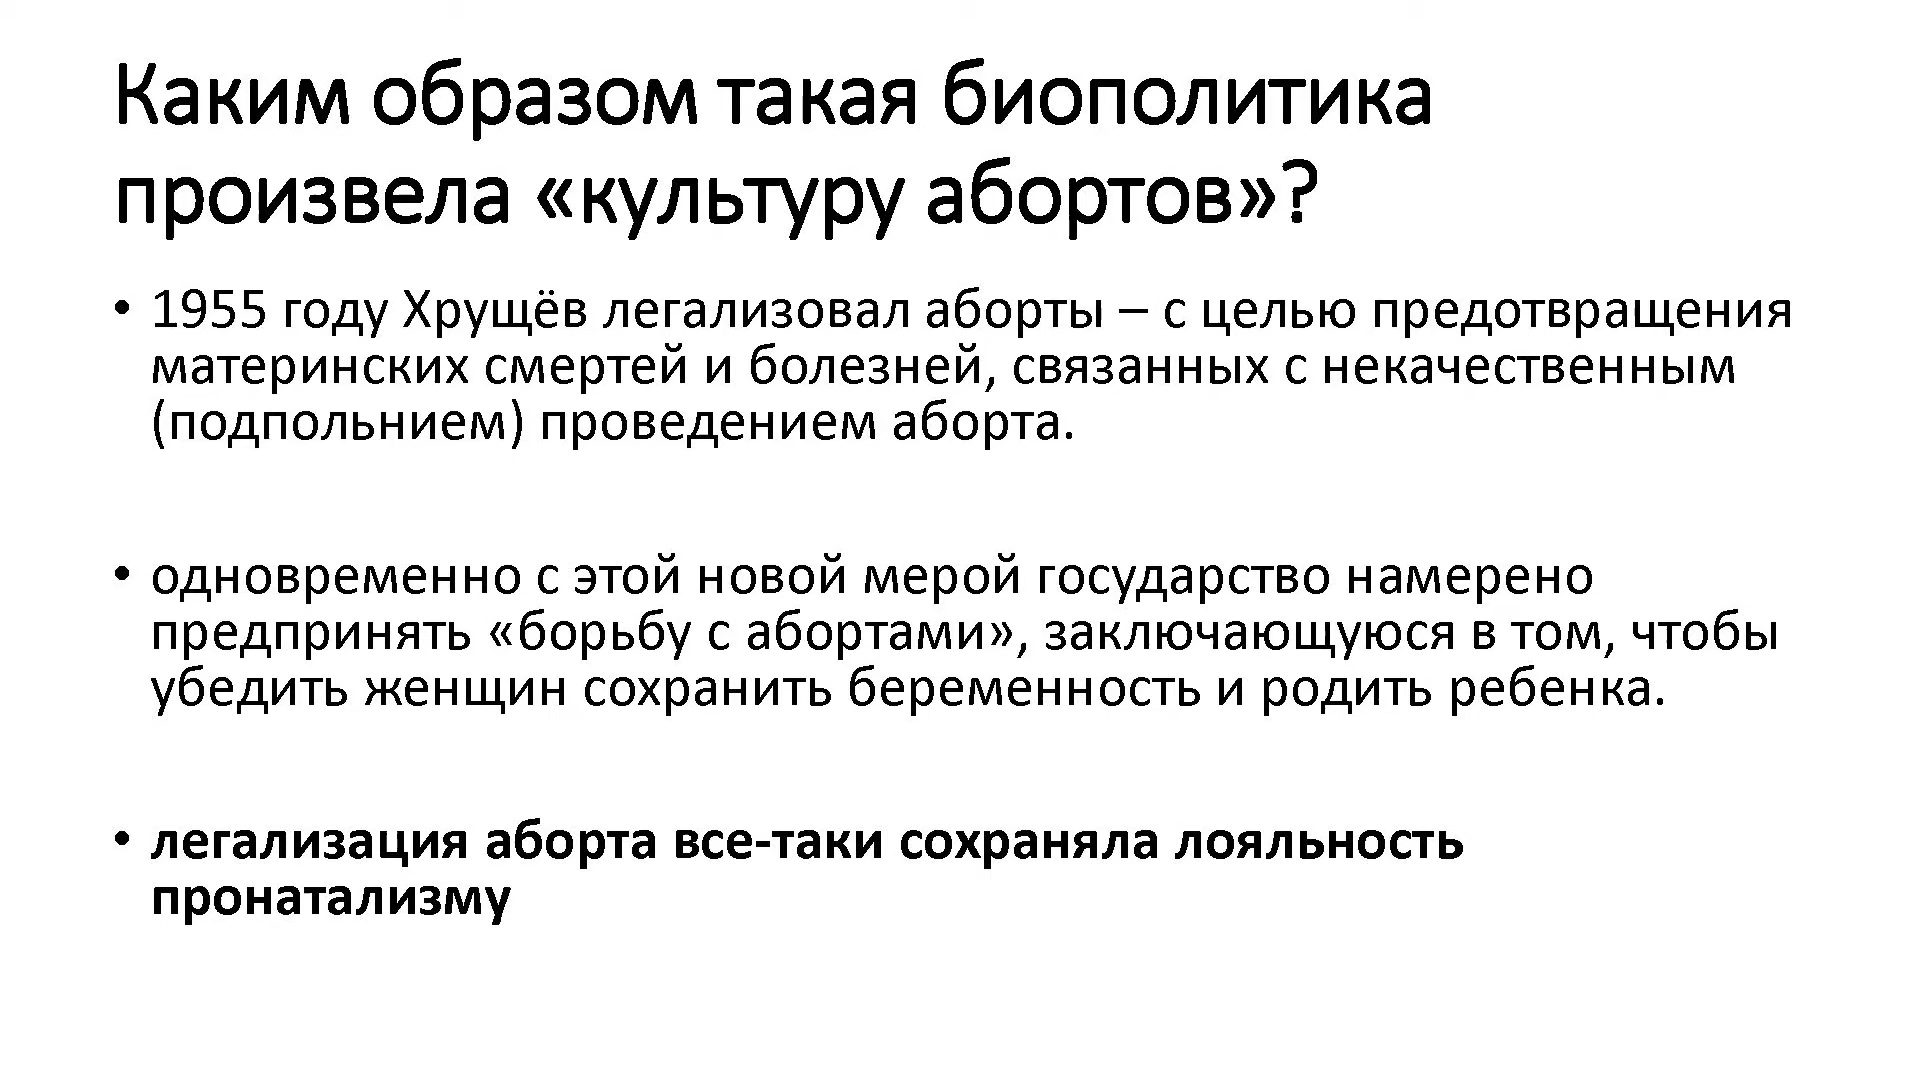 Каким образом такая биополитика
произвела «культуру абортов»?
• 1955 году Хрущёв легализовал аборты – с целью предотвращения
материнских смертей и болезней, связанных с некачественным
(подпольнием) проведением аборта.
• одновременно с этой новой мерой государство намерено
предпринять «борьбу с абортами», заключающуюся в том, чтобы
убедить женщин сохранить беременность и родить ребенка.
• легализация аборта все-таки сохраняла лояльность
пронатализму